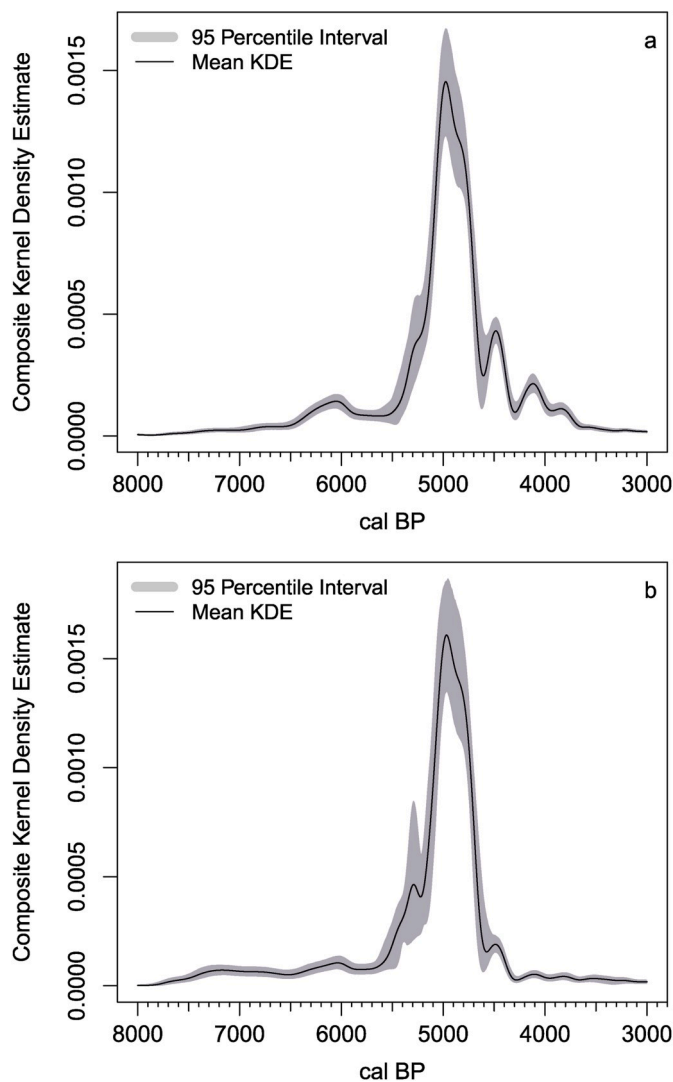 95 Percentile Interval
Mean KDE
a
Composite Kernel Density Estimate
0.0015
0.0010
0.0005
0.0000
8000 7000 6000 5000 4000 3000
cal BP
95 Percentile Interval
Mean KDE
b
Composite Kernel Density Estimate
0.0015
0.0010
0.0005
0.0000
8000 7000 6000 5000 4000 3000
cal BP